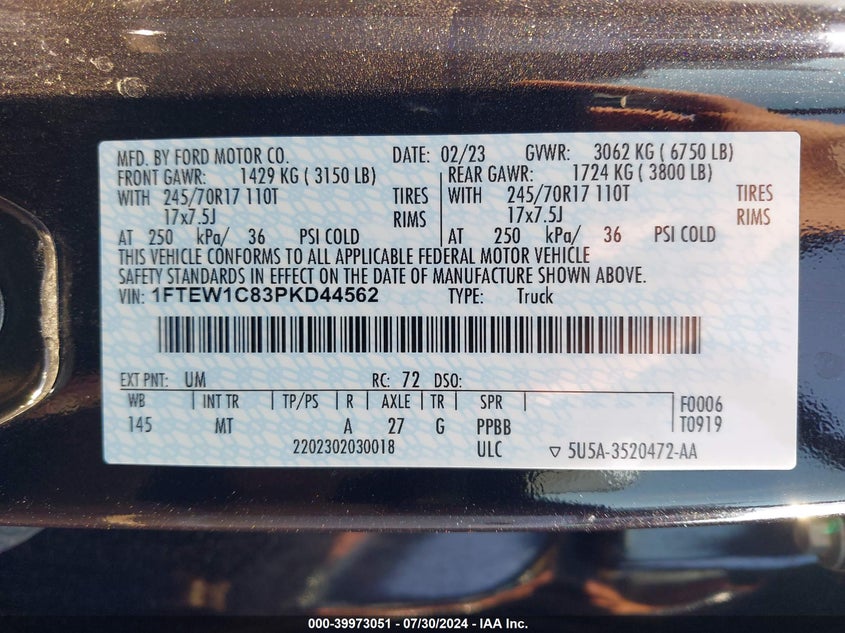 MFD. BY FORD MOTOR CO. DATE: 02/23 GVWR: 3062 KG ( 6750 LB)
FRONT GAWR: 1429 KG ( 3150 LB) REAR GAWR: 1724 KG ( 3800 LB)
WITH 245/70R17 110T TIRES WITH 245/70R17 110T TIRES
17x7.5J RIMS 17x7.5J RIMS
AT 250 kPa/ 36 PSI COLD AT 250 kPa/ 36 PSI COLD
THIS VEHICLE CONFORMS TO ALL APPLICABLE FEDERAL MOTOR VEHICLE
SAFETY STANDARDS IN EFFECT ON THE DATE OF MANUFACTURE SHOWN ABOVE.
VIN: 1FTEW1C83PKD44562 TYPE: Truck
EXT PNT: UM RC: 72 DSO:
WB INT TR TP/PS R AXLE TR SPR F0006
145 MT A 27 G PPBB T0919
2202302030018 ULC ▽ 5U5A-3520472-AA
000-39973051 - 07/30/2024 - IAA Inc.